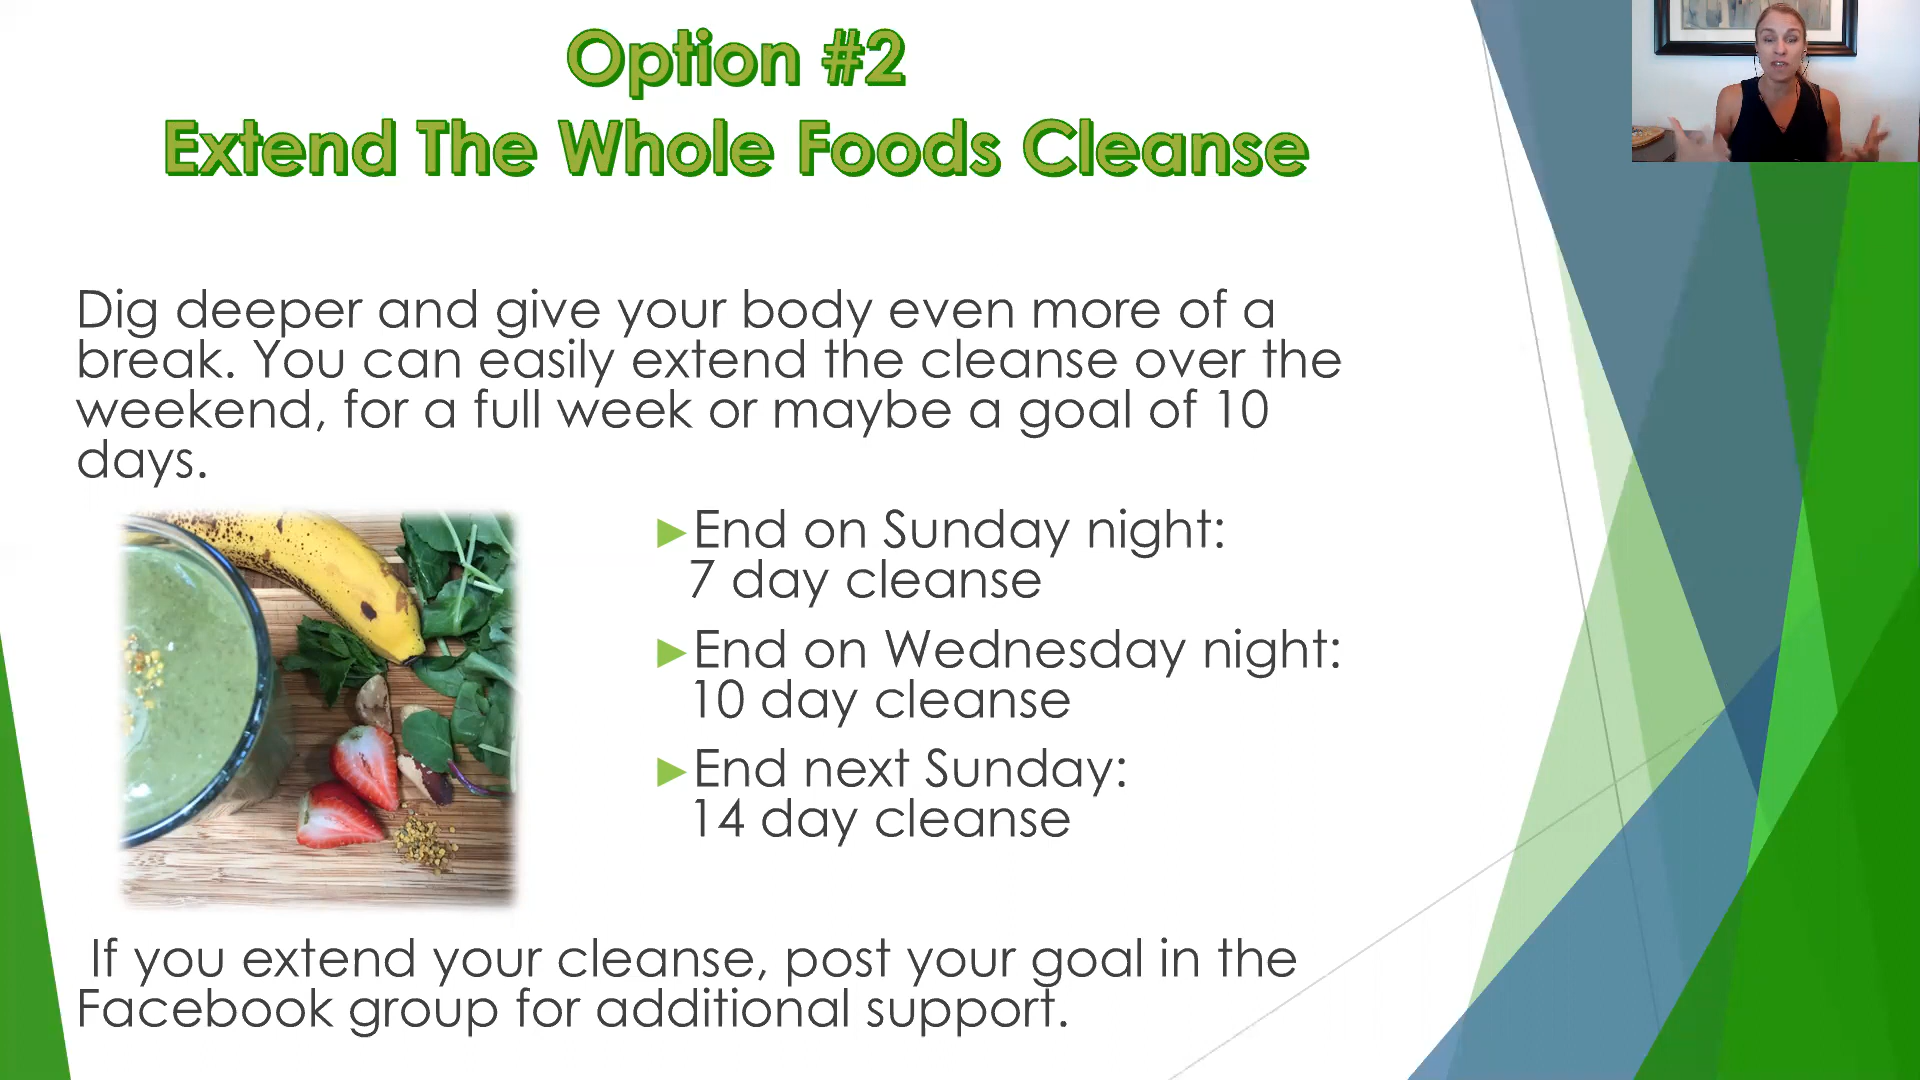 Option #2
Extend The Whole Foods Cleanse
Dig deeper and give your body even more of a
break. You can easily extend the cleanse over the
weekend, for a full week or maybe a goal of 10
days.
►End on Sunday night:
7 day cleanse
►End on Wednesday night:
10 day cleanse
►End next Sunday:
14 day cleanse
If you extend your cleanse, post your goal in the
Facebook group for additional support.